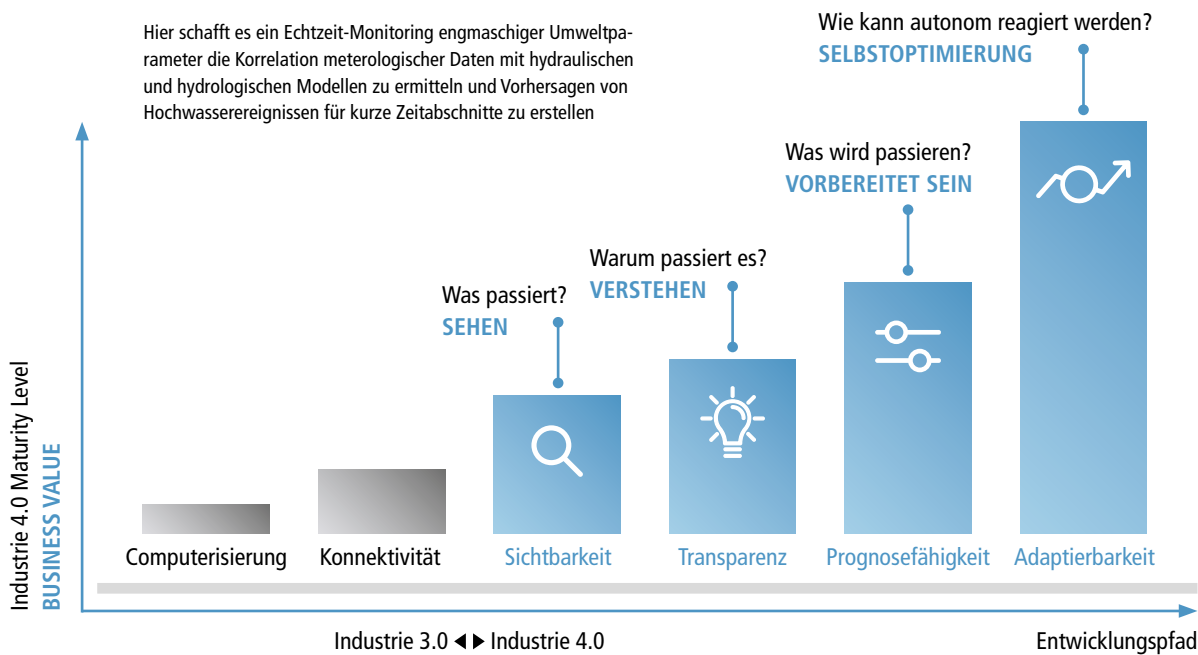 Hier schafft es ein Echtzeit-Monitoring engmaschiger Umweltpa-
rameter die Korrelation meterologischer Daten mit hydraulischen
und hydrologischen Modellen zu ermitteln und Vorhersagen von
Hochwasserereignissen für kurze Zeitabschnitte zu erstellen
Wie kann autonom reagiert werden?
SELBSTOPTIMIERUNG
Was wird passieren?
VORBEREITET SEIN
Warum passiert es?
VERSTEHEN
Was passiert?
SEHEN
Industrie 4.0 Maturity Level
BUSINESS VALUE
Computerisierung
Konnektivität
Sichtbarkeit
Transparenz
Prognosefähigkeit
Adaptierbarkeit
Industrie 3.0 ◀ ▶ Industrie 4.0
Entwicklungspfad